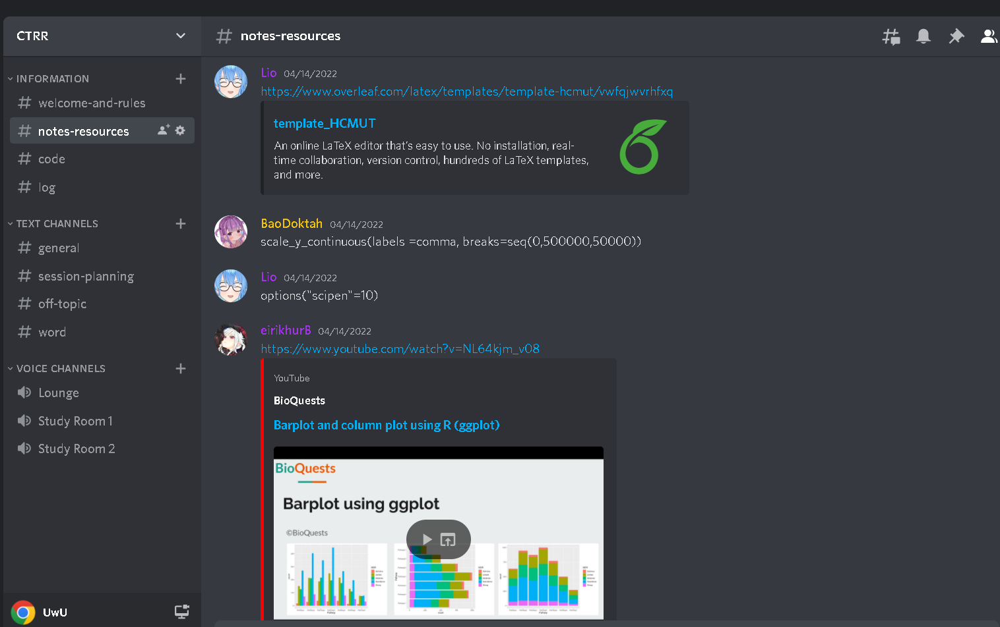 CTRR
# notes-resources
INFORMATION
# welcome-and-rules
# notes-resources
# code
# log
TEXT CHANNELS
# general
# session-planning
# off-topic
# word
VOICE CHANNELS
Lounge
Study Room 1
Study Room 2
UwU
Lio 04/14/2022
https://www.overleaf.com/latex/templates/template-hcmut/vwfqjwvrhfxq
template_HCMUT
An online LaTeX editor that's easy to use. No installation, real-
time collaboration, version control, hundreds of LaTeX templates,
and more.
BaoDoktah 04/14/2022
scale_y_continuous(labels =comma, breaks=seq(0,500000,50000))
Lio 04/14/2022
options("scipen"=10)
eirikhurB 04/14/2022
https://www.youtube.com/watch?v=NL64kjm_v08
YouTube
BioQuests
Barplot and column plot using R (ggplot)
BioQuests
Barplot using ggplot
©BioQuests